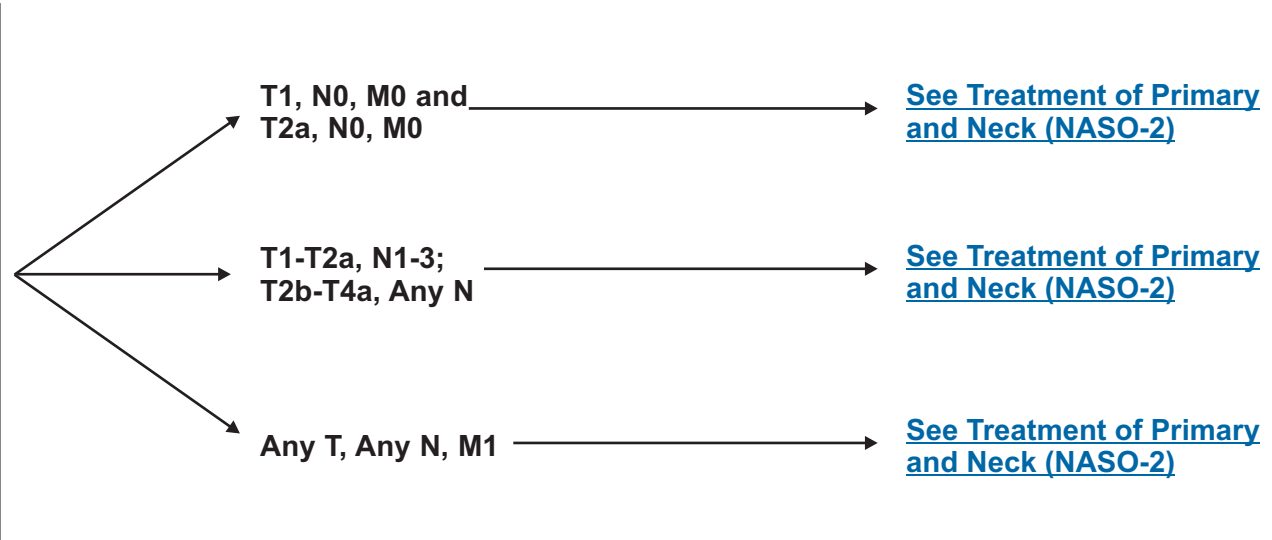 T1, N0, M0 and
T2a, N0, M0
See Treatment of Primary
and Neck (NASO-2)
T1-T2a, N1-3;
T2b-T4a, Any N
See Treatment of Primary
and Neck (NASO-2)
Any T, Any N, M1
See Treatment of Primary
and Neck (NASO-2)